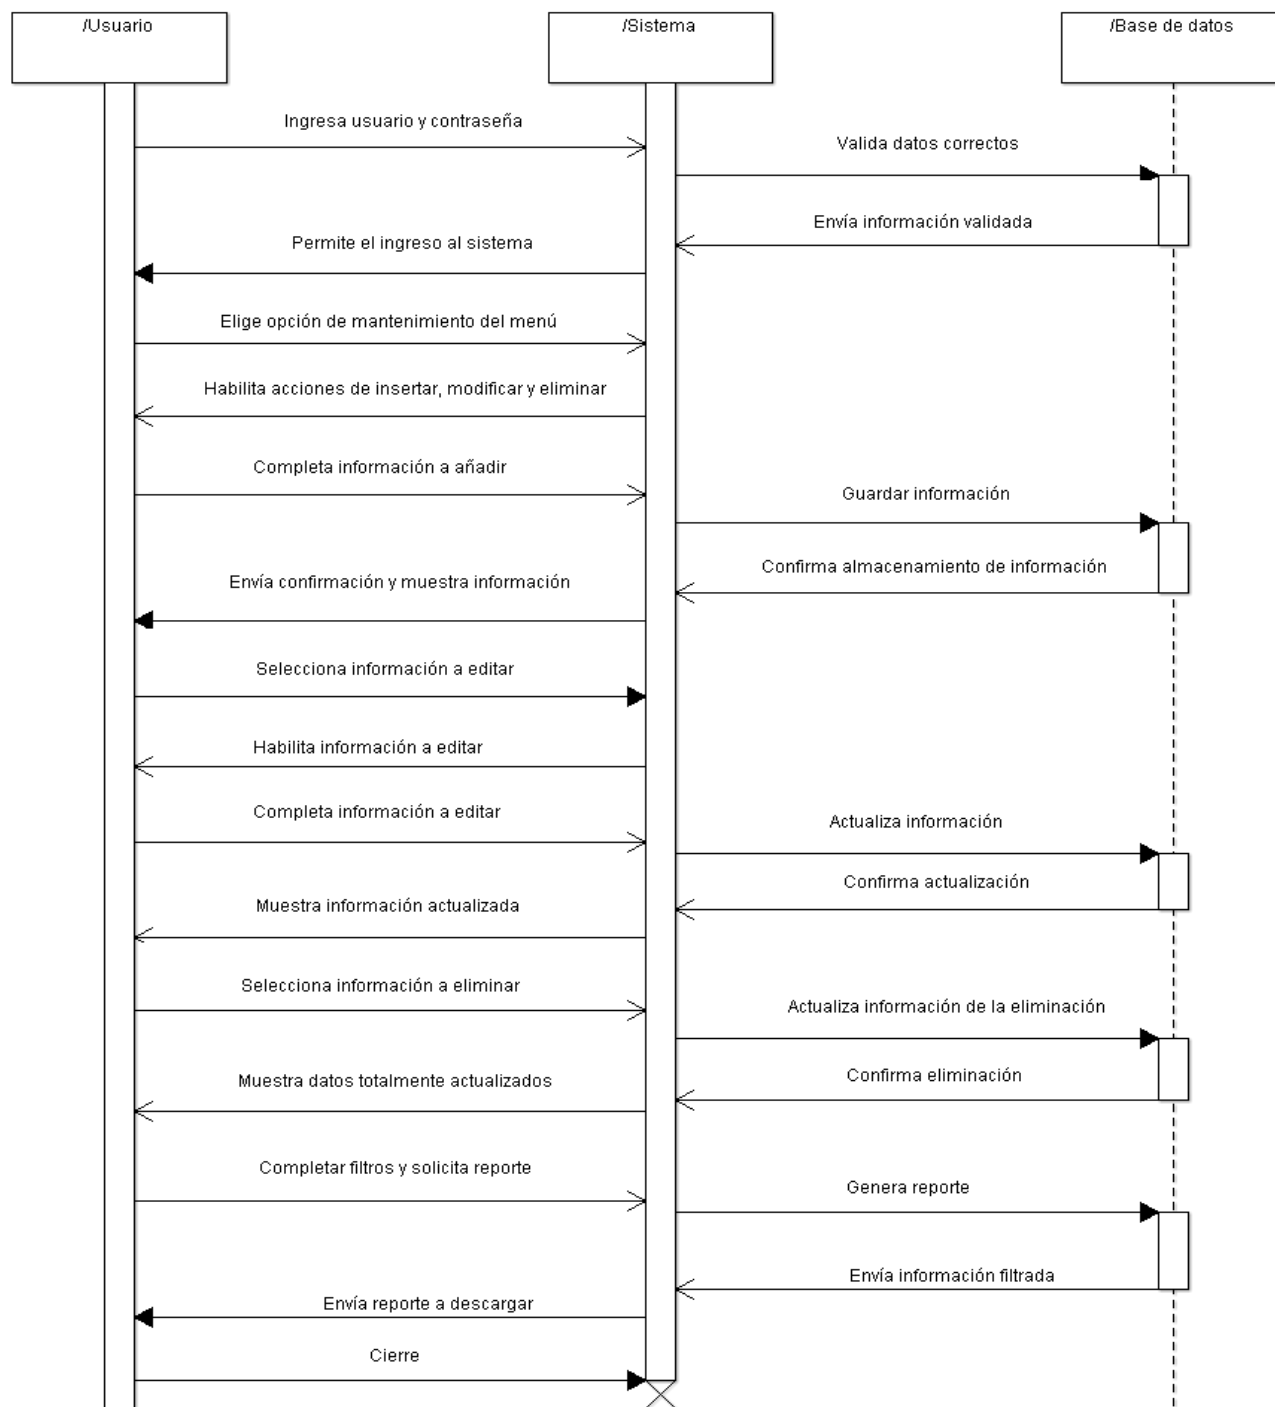 /Usuario
/Sistema
/Base de datos
Ingresa usuario y contraseña
Valida datos correctos
Envía información validada
Permite el ingreso al sistema
Elige opción de mantenimiento del menú
Habilita acciones de insertar, modificar y eliminar
Completa información a añadir
Guardar información
Confirma almacenamiento de información
Envía confirmación y muestra información
Selecciona información a editar
Habilita información a editar
Completa información a editar
Actualiza información
Confirma actualización
Muestra información actualizada
Selecciona información a eliminar
Actualiza información de la eliminación
Confirma eliminación
Muestra datos totalmente actualizados
Completar filtros y solicita reporte
Genera reporte
Envía información filtrada
Envía reporte a descargar
Cierre